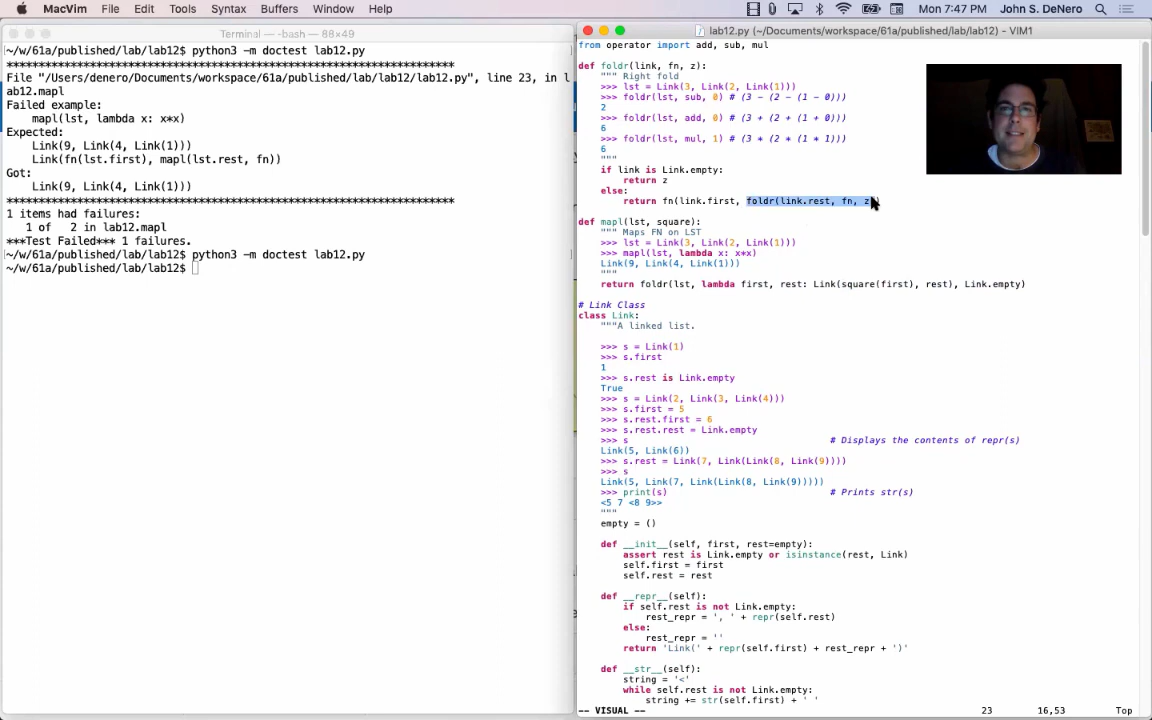 MacVim File Edit Tools Syntax Buffers Window Help
Mon 7:47 PM John S. DeNero
Terminal — -bash — 88×49
~/w/61a/published/lab/lab12$ python3 -m doctest lab12.py
**********************************************************************
File "/Users/denero/Documents/workspace/61a/published/lab/lab12/lab12.py", line 23, in l
ab12.mapl
Failed example:
    mapl(lst, lambda x: x*x)
Expected:
    Link(9, Link(4, Link(1)))
    Link(fn(lst.first), mapl(lst.rest, fn))
Got:
    Link(9, Link(4, Link(1)))
**********************************************************************
1 items had failures:
   1 of   2 in lab12.mapl
***Test Failed*** 1 failures.
~/w/61a/published/lab/lab12$ python3 -m doctest lab12.py
~/w/61a/published/lab/lab12$
lab12.py (~/Documents/workspace/61a/published/lab/lab12) - VIM1
from operator import add, sub, mul
def foldr(link, fn, z):
    """ Right fold
    >>> lst = Link(3, Link(2, Link(1)))
    >>> foldr(lst, sub, 0) # (3 - (2 - (1 - 0)))
    2
    >>> foldr(lst, add, 0) # (3 + (2 + (1 + 0)))
    6
    >>> foldr(lst, mul, 1) # (3 * (2 * (1 * 1)))
    6
    """
    if link is Link.empty:
        return z
    else:
        return fn(link.first, foldr(link.rest, fn, z
def mapl(lst, square):
    """ Maps FN on LST
    >>> lst = Link(3, Link(2, Link(1)))
    >>> mapl(lst, lambda x: x*x)
    Link(9, Link(4, Link(1)))
    """
    return foldr(lst, lambda first, rest: Link(square(first), rest), Link.empty)
# Link Class
class Link:
    """A linked list.
    >>> s = Link(1)
    >>> s.first
    1
    >>> s.rest is Link.empty
    True
    >>> s = Link(2, Link(3, Link(4)))
    >>> s.first = 5
    >>> s.rest.first = 6
    >>> s.rest.rest = Link.empty
    >>> s                                    # Displays the contents of repr(s)
    Link(5, Link(6))
    >>> s.rest = Link(7, Link(Link(8, Link(9))))
    >>> s
    Link(5, Link(7, Link(Link(8, Link(9)))))
    >>> print(s)                             # Prints str(s)
    <5 7 <8 9>>
    """
    empty = ()
    def __init__(self, first, rest=empty):
        assert rest is Link.empty or isinstance(rest, Link)
        self.first = first
        self.rest = rest
    def __repr__(self):
        if self.rest is not Link.empty:
            rest_repr = ', ' + repr(self.rest)
        else:
            rest_repr = ''
        return 'Link(' + repr(self.first) + rest_repr + ')'
    def __str__(self):
        string = '<'
        while self.rest is not Link.empty:
            string += str(self.first) + ' '
-- VISUAL --                                  23        16,53         Top